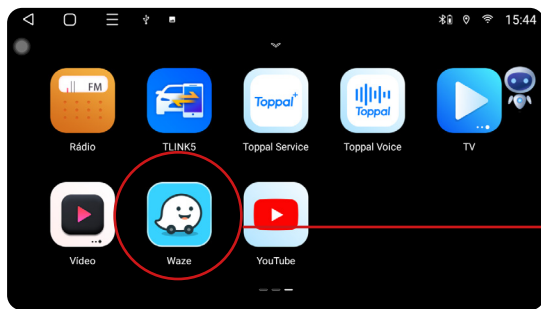 15:44
FM
Toppal+
Toppal
Rádio
TLINK5
Toppal Service
Toppal Voice
TV
Vídeo
Waze
YouTube